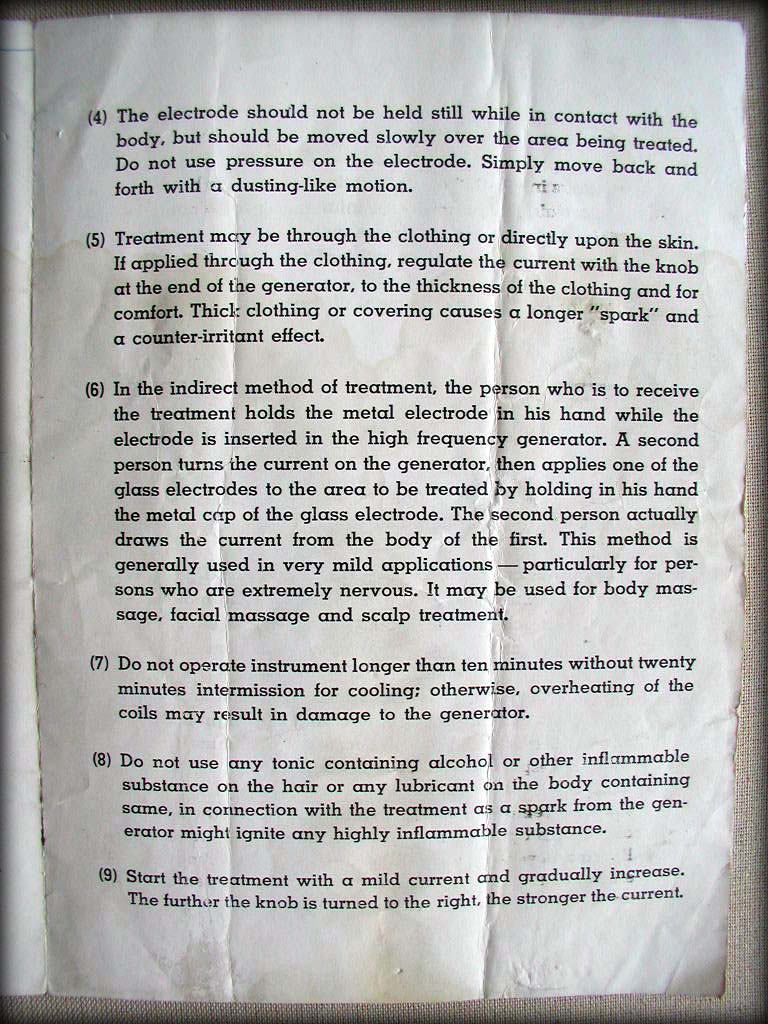 (4) The electrode should not be held still while in contact with the
body, but should be moved slowly over the area being treated.
Do not use pressure on the electrode. Simply move back and
forth with a dusting-like motion.
(5) Treatment may be through the clothing or directly upon the skin.
If applied through the clothing, regulate the current with the knob
at the end of the generator, to the thickness of the clothing and for
comfort. Thick clothing or covering causes a longer "spark" and
a counter-irritant effect.
(6) In the indirect method of treatment, the person who is to receive
the treatment holds the metal electrode in his hand while the
electrode is inserted in the high frequency generator. A second
person turns the current on the generator, then applies one of the
glass electrodes to the area to be treated by holding in his hand
the metal cap of the glass electrode. The second person actually
draws the current from the body of the first. This method is
generally used in very mild applications — particularly for per-
sons who are extremely nervous. It may be used for body mas-
sage, facial massage and scalp treatment.
(7) Do not operate instrument longer than ten minutes without twenty
minutes intermission for cooling; otherwise, overheating of the
coils may result in damage to the generator.
(8) Do not use any tonic containing alcohol or other inflammable
substance on the hair or any lubricant on the body containing
same, in connection with the treatment as a spark from the gen-
erator might ignite any highly inflammable substance.
(9) Start the treatment with a mild current and gradually increase.
The further the knob is turned to the right, the stronger the current.